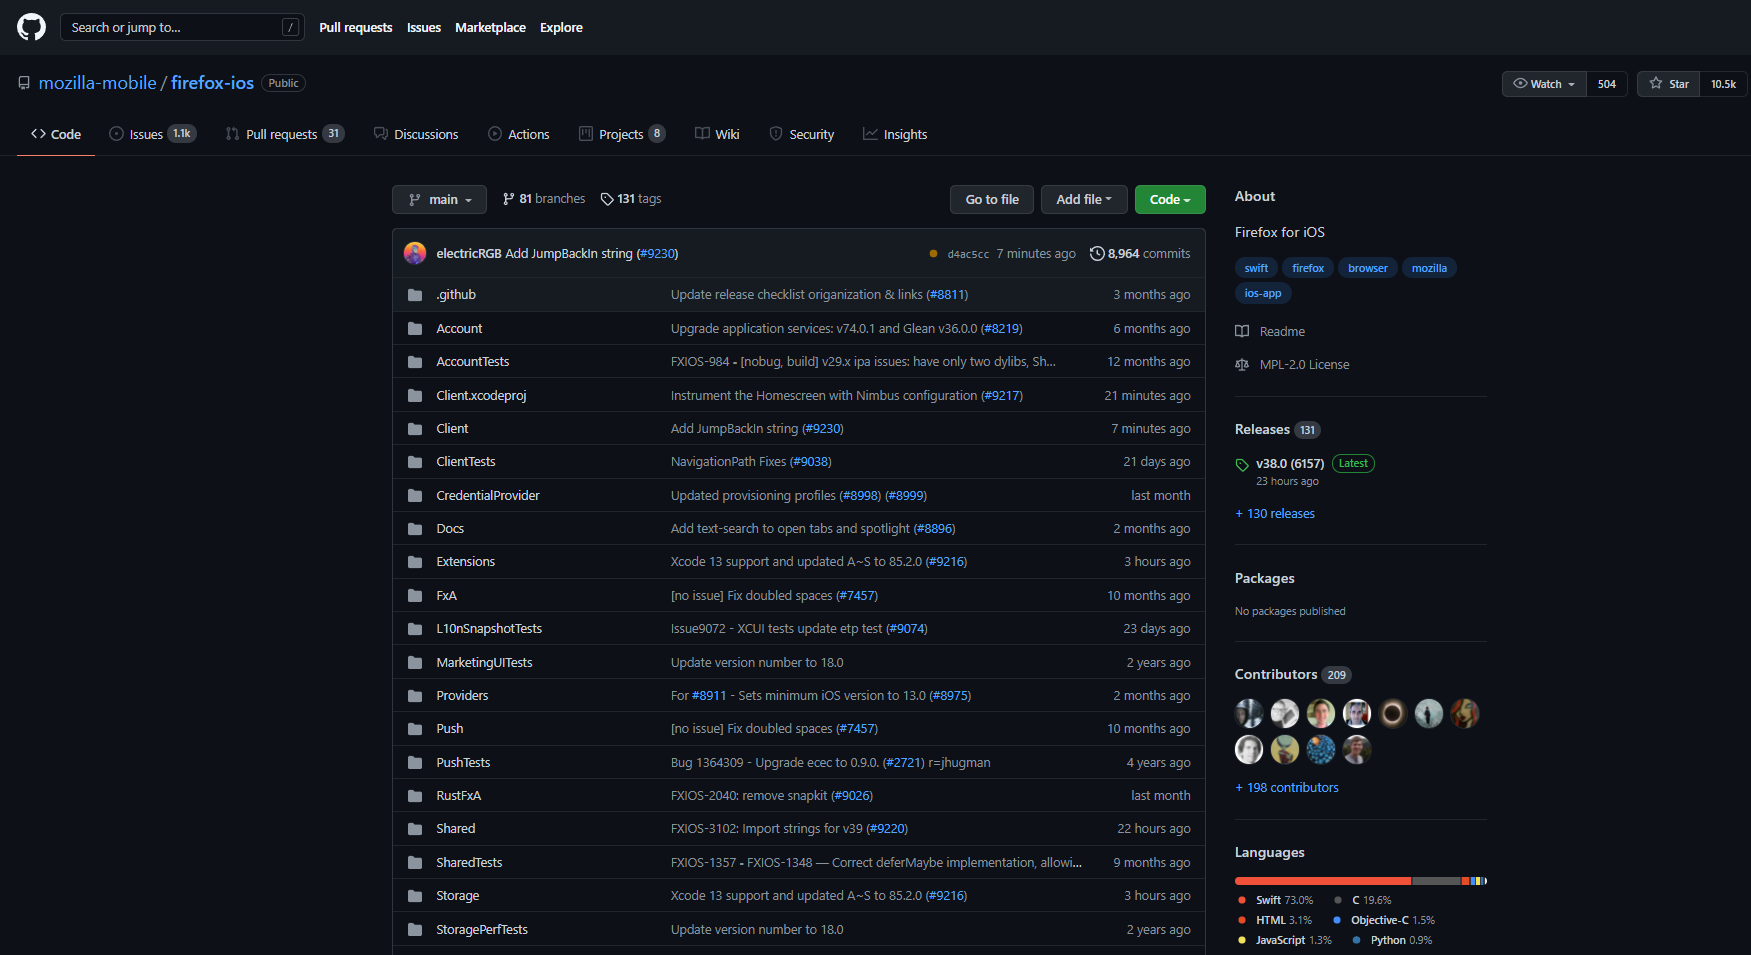 Search or jump to... /
Pull requests Issues Marketplace Explore
mozilla-mobile / firefox-ios Public
Watch 504 Star 10.5k
Code Issues 1.1k Pull requests 31 Discussions Actions Projects 8 Wiki Security Insights
main 81 branches 131 tags
Go to file Add file Code
electricRGB Add JumpBackIn string (#9230) d4ac5cc 7 minutes ago 8,964 commits
.github Update release checklist origanization & links (#8811) 3 months ago
Account Upgrade application services: v74.0.1 and Glean v36.0.0 (#8219) 6 months ago
AccountTests FXIOS-984 - [nobug, build] v29.x ipa issues: have only two dylibs, Sh... 12 months ago
Client.xcodeproj Instrument the Homescreen with Nimbus configuration (#9217) 21 minutes ago
Client Add JumpBackIn string (#9230) 7 minutes ago
ClientTests NavigationPath Fixes (#9038) 21 days ago
CredentialProvider Updated provisioning profiles (#8998) (#8999) last month
Docs Add text-search to open tabs and spotlight (#8896) 2 months ago
Extensions Xcode 13 support and updated A~S to 85.2.0 (#9216) 3 hours ago
FxA [no issue] Fix doubled spaces (#7457) 10 months ago
L10nSnapshotTests Issue9072 - XCUI tests update etp test (#9074) 23 days ago
MarketingUITests Update version number to 18.0 2 years ago
Providers For #8911 - Sets minimum iOS version to 13.0 (#8975) 2 months ago
Push [no issue] Fix doubled spaces (#7457) 10 months ago
PushTests Bug 1364309 - Upgrade ecec to 0.9.0. (#2721) r=jhugman 4 years ago
RustFxA FXIOS-2040: remove snapkit (#9026) last month
Shared FXIOS-3102: Import strings for v39 (#9220) 22 hours ago
SharedTests FXIOS-1357 - FXIOS-1348 — Correct deferMaybe implementation, allowi... 9 months ago
Storage Xcode 13 support and updated A~S to 85.2.0 (#9216) 3 hours ago
StoragePerfTests Update version number to 18.0 2 years ago
About
Firefox for iOS
swift firefox browser mozilla
ios-app
Readme
MPL-2.0 License
Releases 131
v38.0 (6157) Latest
23 hours ago
+ 130 releases
Packages
No packages published
Contributors 209
+ 198 contributors
Languages
Swift 73.0% C 19.6%
HTML 3.1% Objective-C 1.5%
JavaScript 1.3% Python 0.9%